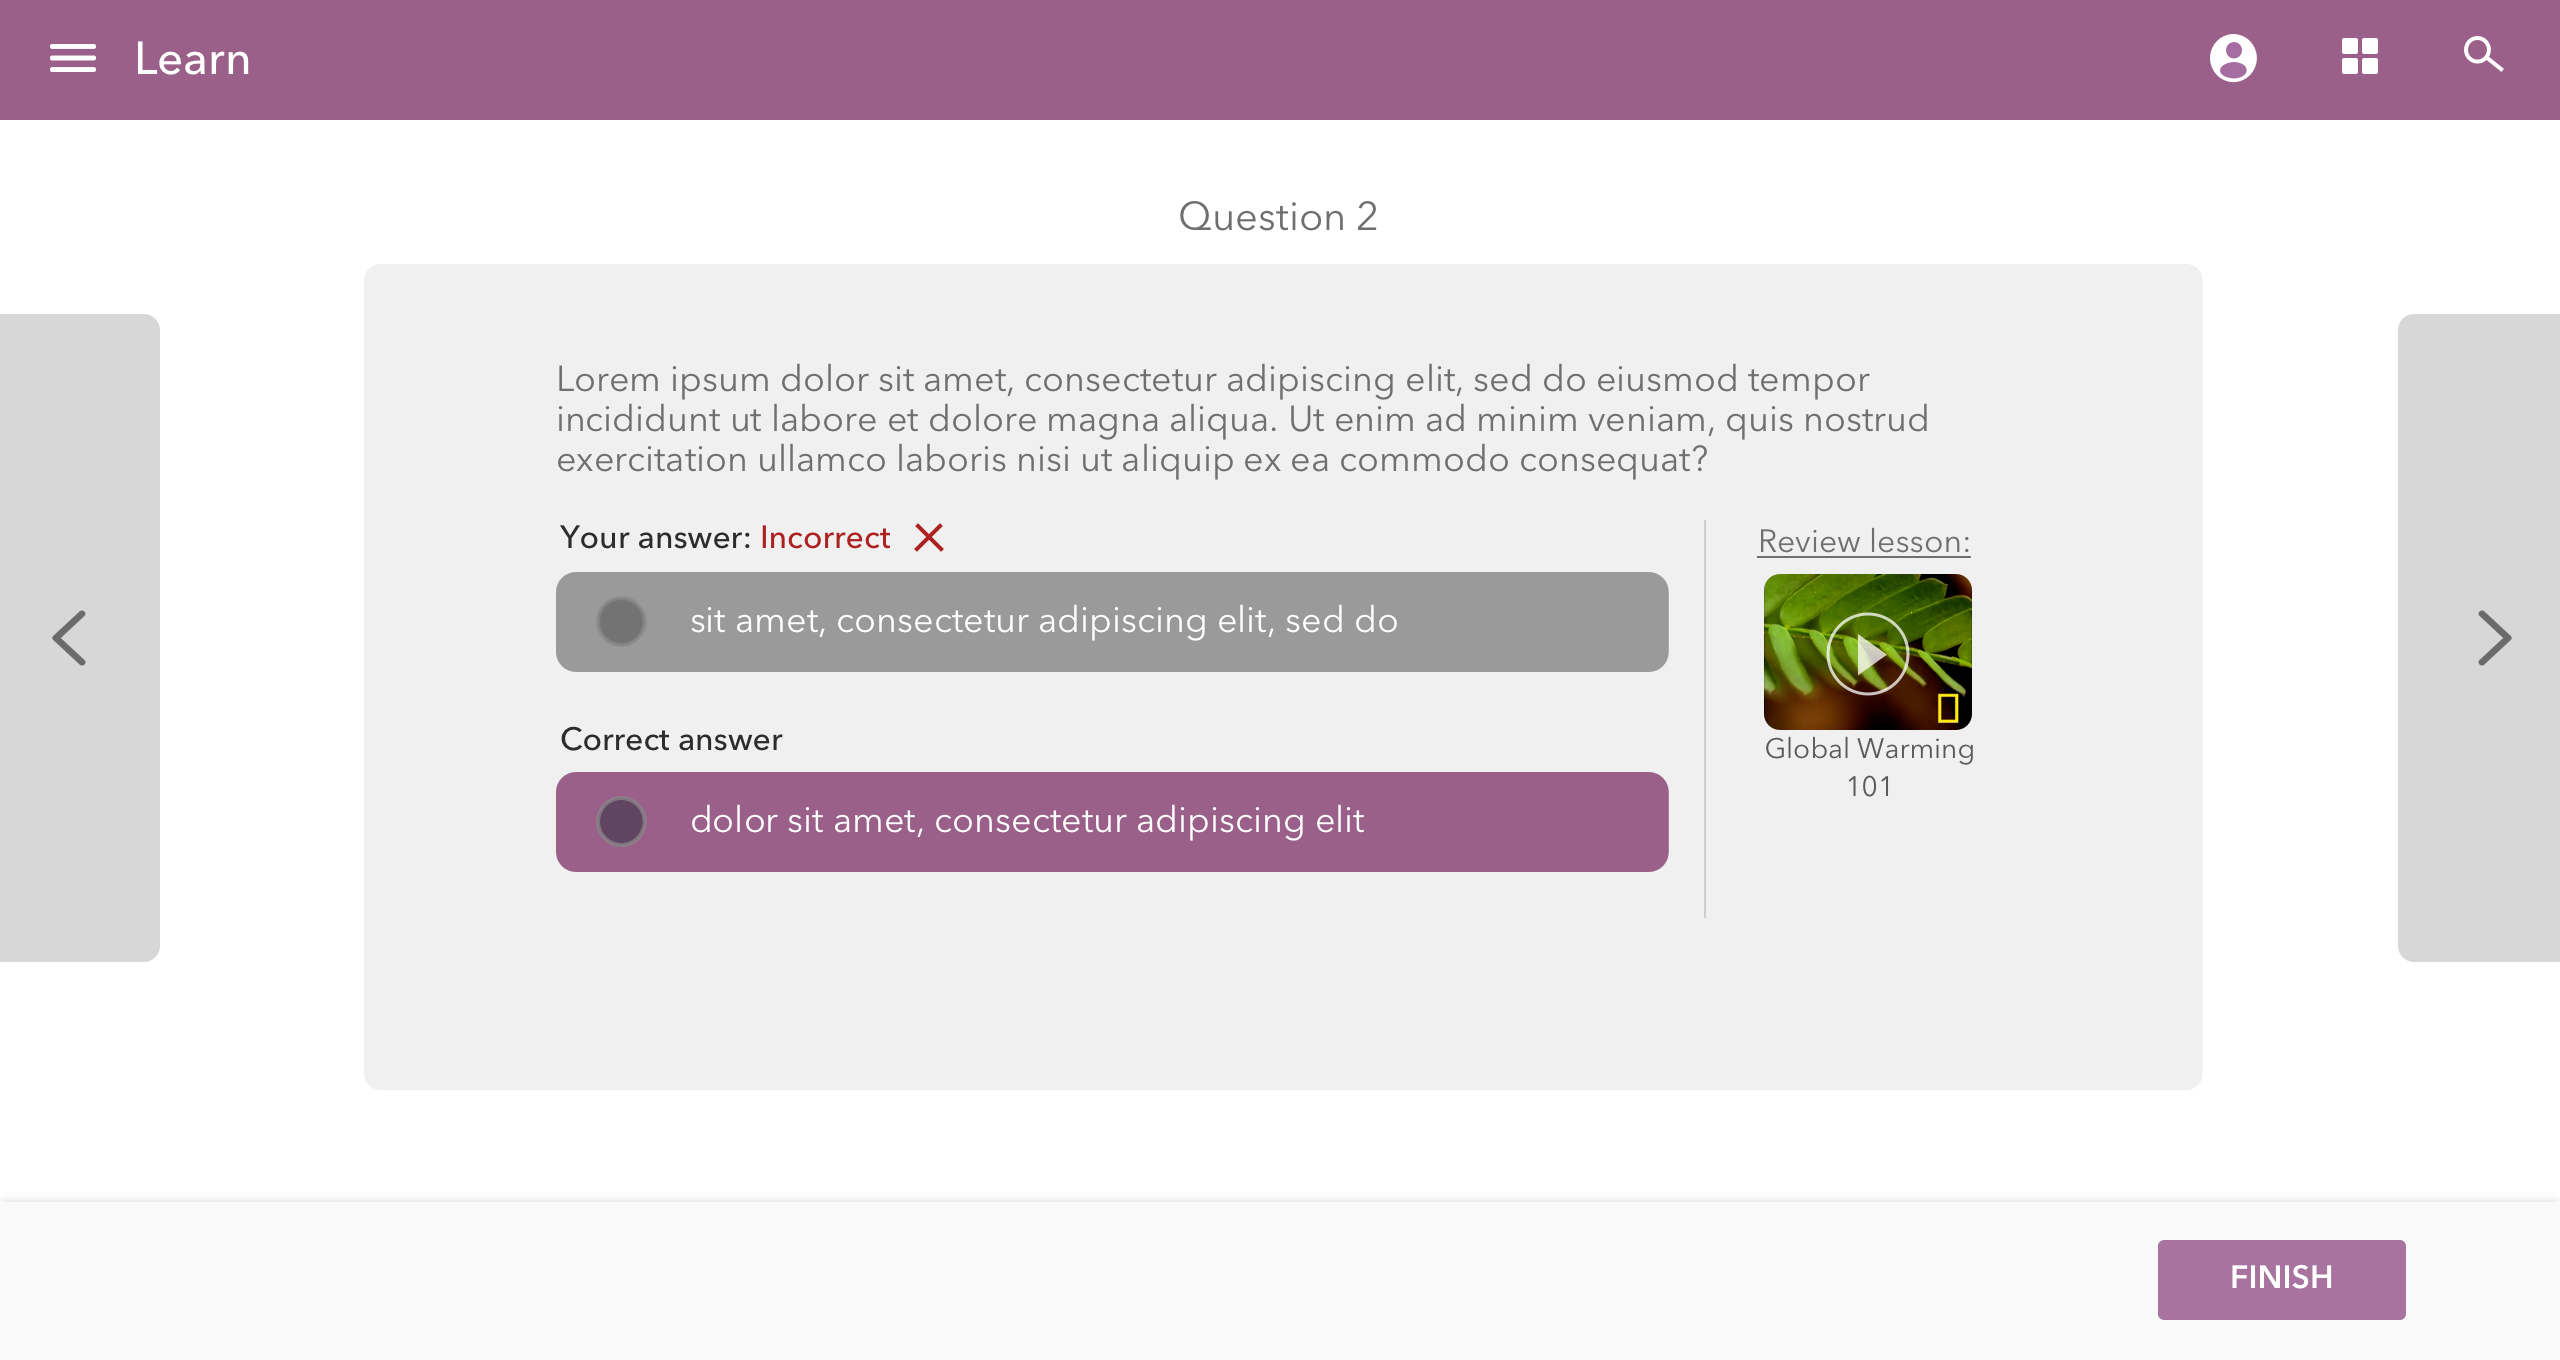 Learn
Question 2
Lorem ipsum dolor sit amet, consectetur adipiscing elit, sed do eiusmod tempor
incididunt ut labore et dolore magna aliqua. Ut enim ad minim veniam, quis nostrud
exercitation ullamco laboris nisi ut aliquip ex ea commodo consequat?
Your answer: Incorrect
sit amet, consectetur adipiscing elit, sed do
Correct answer
dolor sit amet, consectetur adipiscing elit
Review lesson:
Global Warming
101
FINISH